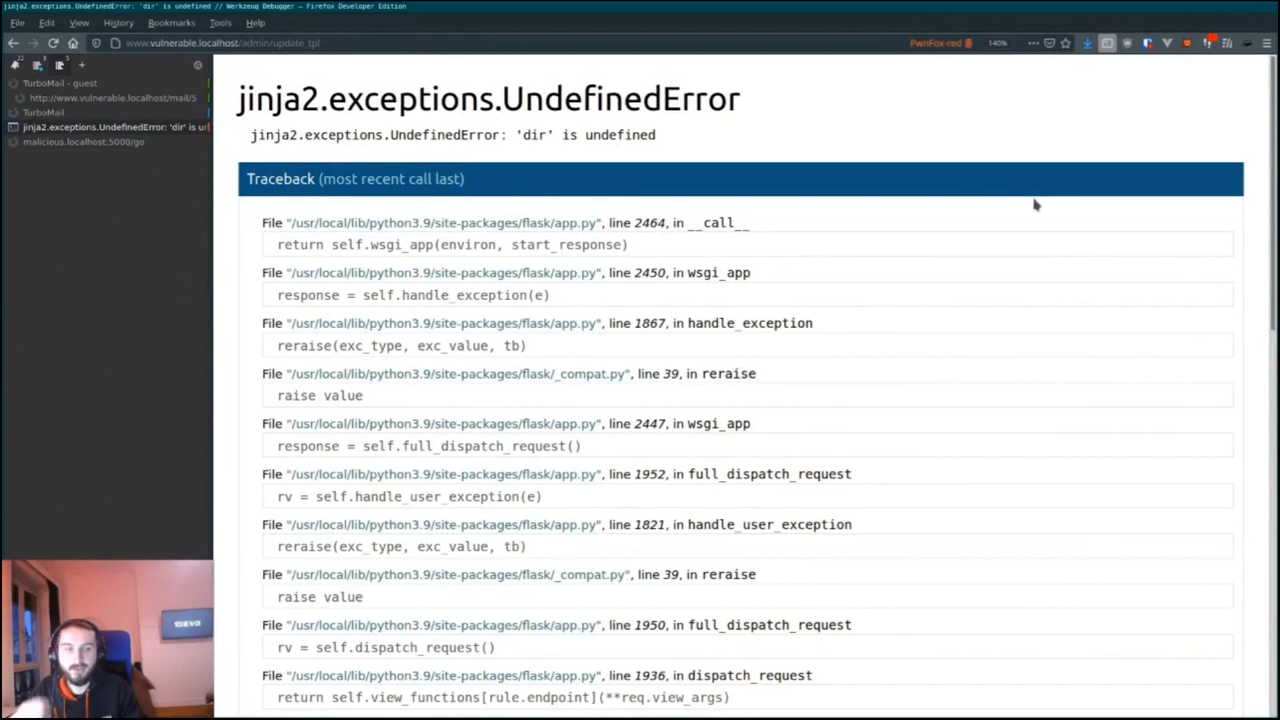 jinja2.exceptions.UndefinedError: 'dir' is undefined // Werkzeug Debugger – Firefox Developer Edition
File Edit View History Bookmarks Tools Help
www.vulnerable.localhost/admin/update_tpl PwnFox-red 140%
TurboMail - guest
http://www.vulnerable.localhost/mail/5
TurboMail
jinja2.exceptions.UndefinedError: 'dir' is u
malicious.localhost:5000/go
jinja2.exceptions.UndefinedError
jinja2.exceptions.UndefinedError: 'dir' is undefined
Traceback (most recent call last)
File "/usr/local/lib/python3.9/site-packages/flask/app.py", line 2464, in __call__
return self.wsgi_app(environ, start_response)
File "/usr/local/lib/python3.9/site-packages/flask/app.py", line 2450, in wsgi_app
response = self.handle_exception(e)
File "/usr/local/lib/python3.9/site-packages/flask/app.py", line 1867, in handle_exception
reraise(exc_type, exc_value, tb)
File "/usr/local/lib/python3.9/site-packages/flask/_compat.py", line 39, in reraise
raise value
File "/usr/local/lib/python3.9/site-packages/flask/app.py", line 2447, in wsgi_app
response = self.full_dispatch_request()
File "/usr/local/lib/python3.9/site-packages/flask/app.py", line 1952, in full_dispatch_request
rv = self.handle_user_exception(e)
File "/usr/local/lib/python3.9/site-packages/flask/app.py", line 1821, in handle_user_exception
reraise(exc_type, exc_value, tb)
File "/usr/local/lib/python3.9/site-packages/flask/_compat.py", line 39, in reraise
raise value
File "/usr/local/lib/python3.9/site-packages/flask/app.py", line 1950, in full_dispatch_request
rv = self.dispatch_request()
File "/usr/local/lib/python3.9/site-packages/flask/app.py", line 1936, in dispatch_request
return self.view_functions[rule.endpoint](**req.view_args)